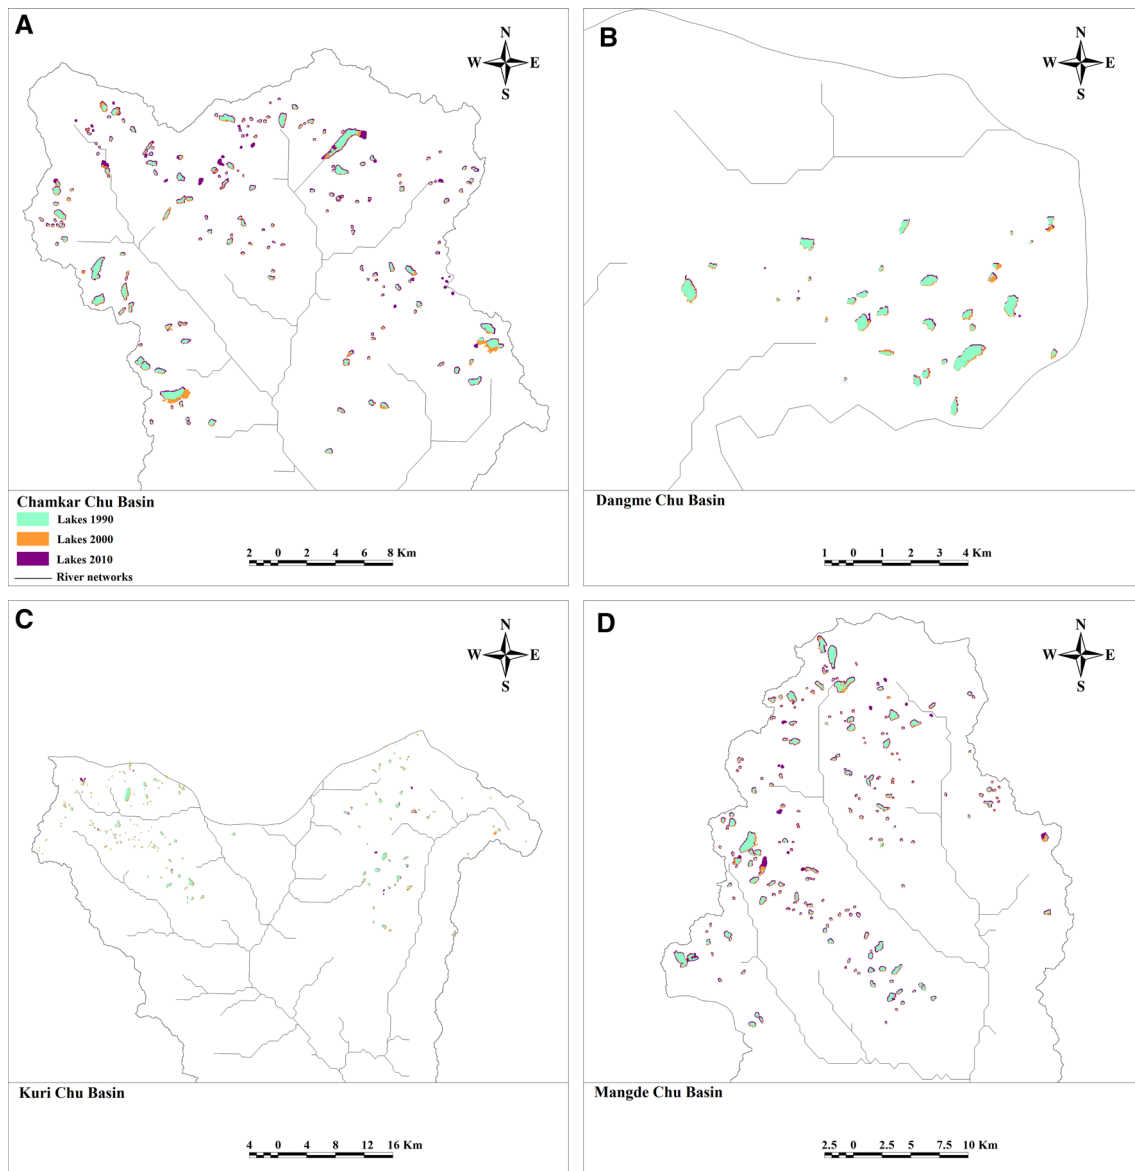 A
N
W E
S
Chamkar Chu Basin
Lakes 1990
Lakes 2000
Lakes 2010
River networks
2 0 2 4 6 8 Km
B
N
W E
S
Dangme Chu Basin
1 0 1 2 3 4 Km
C
N
W E
S
Kuri Chu Basin
4 0 4 8 12 16 Km
D
N
W E
S
Mangde Chu Basin
2.5 0 2.5 5 7.5 10 Km